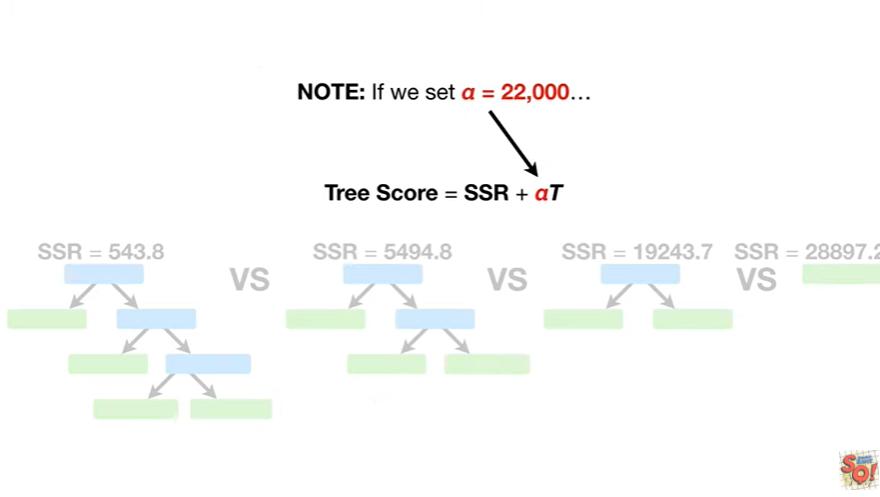 NOTE: If we set α = 22,000…
Tree Score = SSR + αT
SSR = 543.8
VS
SSR = 5494.8
VS
SSR = 19243.7
VS
SSR = 28897.2
SQ!